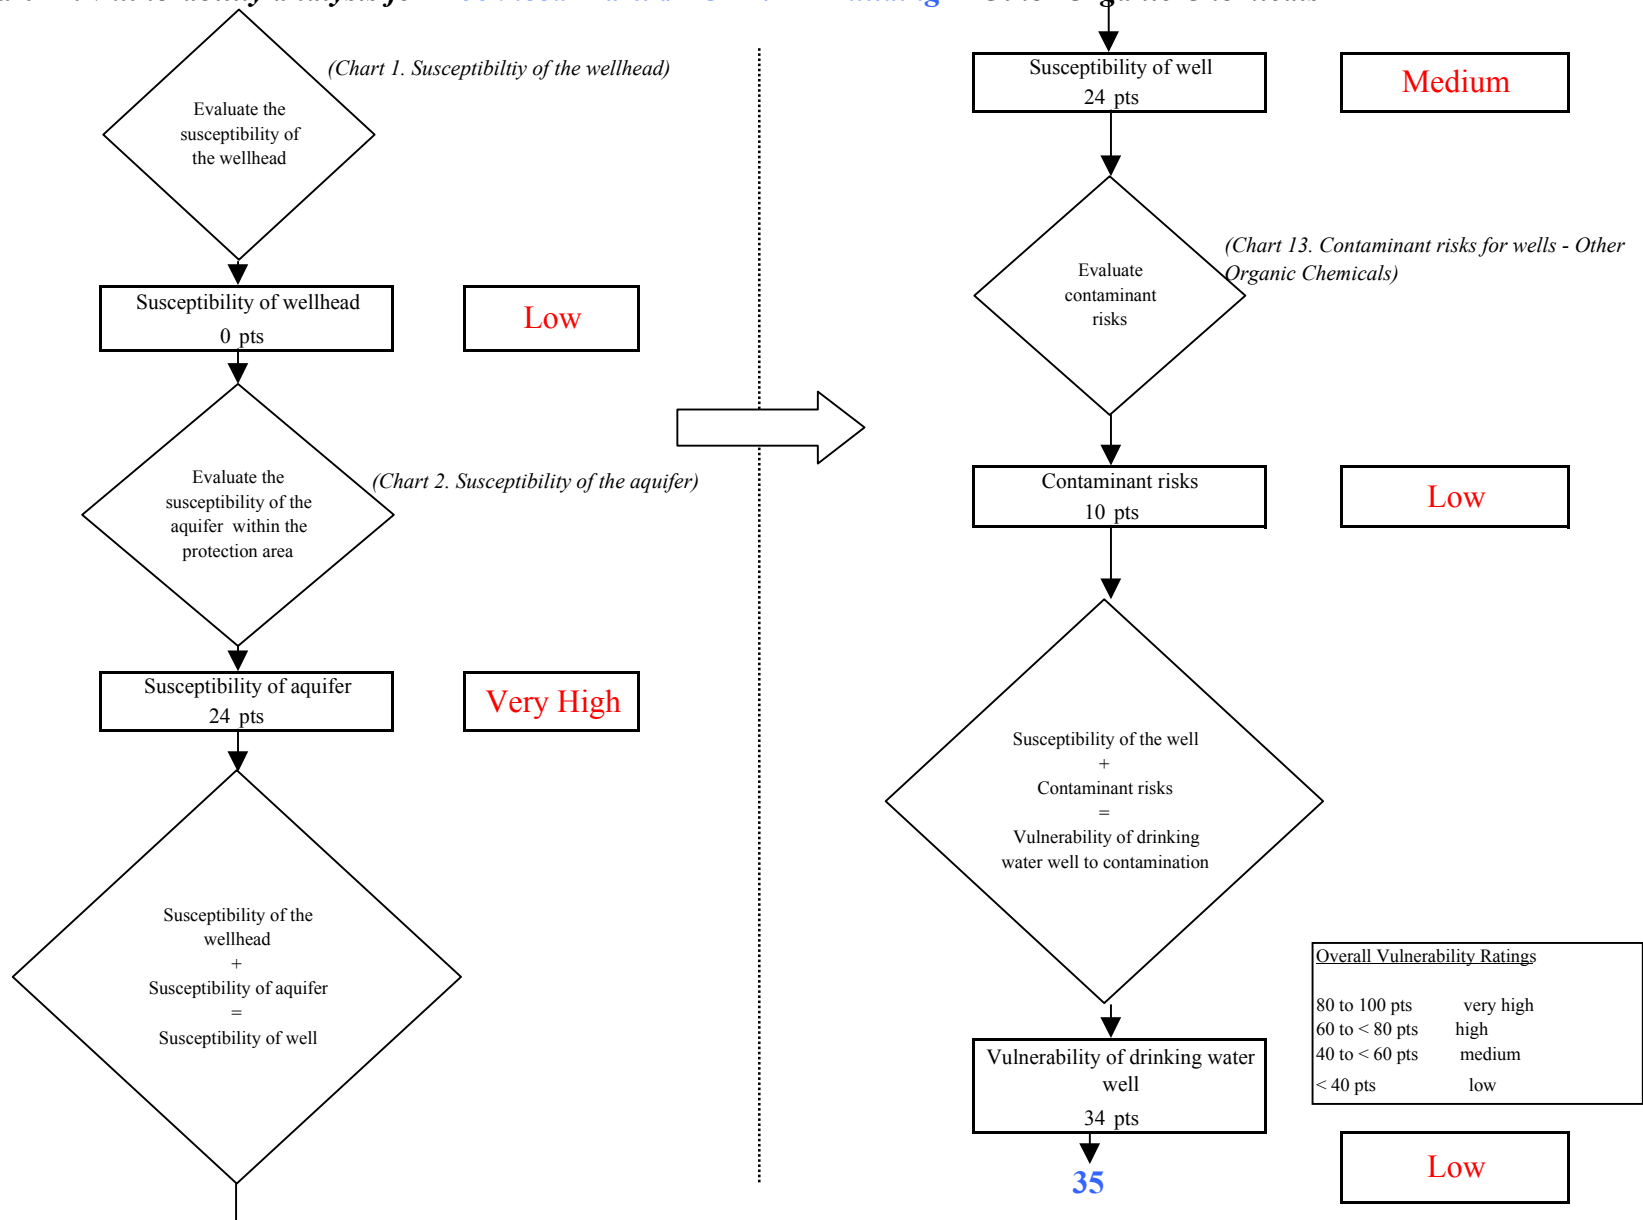 (Chart 1. Susceptibiltiy of the wellhead)
Evaluate the
susceptibility of
the wellhead
Susceptibility of wellhead
0 pts
Low
(Chart 2. Susceptibility of the aquifer)
Evaluate the
susceptibility of the
aquifer within the
protection area
Susceptibility of aquifer
24 pts
Very High
Susceptibility of the
wellhead
+
Susceptibility of aquifer
=
Susceptibility of well
Susceptibility of well
24 pts
Medium
(Chart 13. Contaminant risks for wells - Other
Organic Chemicals)
Evaluate
contaminant
risks
Contaminant risks
10 pts
Low
Susceptibility of the well
+
Contaminant risks
=
Vulnerability of drinking
water well to contamination
Overall Vulnerability Ratings
80 to 100 pts very high
60 to < 80 pts high
40 to < 60 pts medium
< 40 pts low
Vulnerability of drinking water
well
34 pts
35
Low